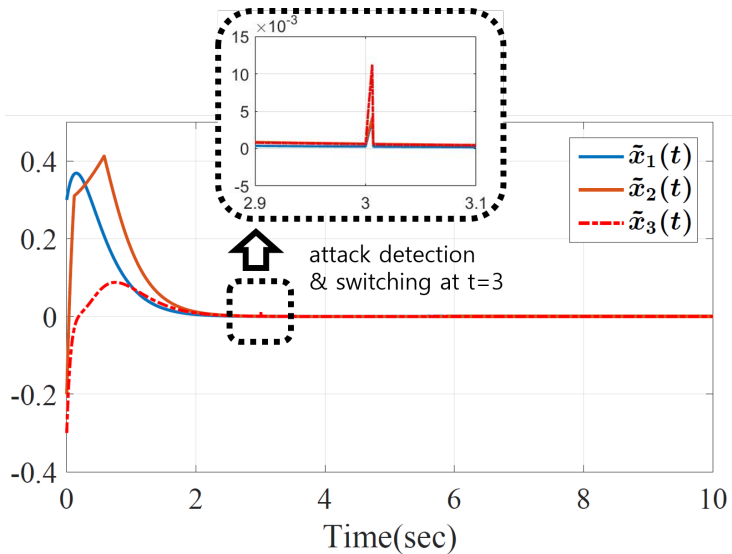 ×10⁻³
15
10
5
0
-5
2.9 3 3.1
0.4
0.2
0
-0.2
-0.4
x̃₁(t)
x̃₂(t)
x̃₃(t)
attack detection
& switching at t=3
0 2 4 6 8 10
Time(sec)